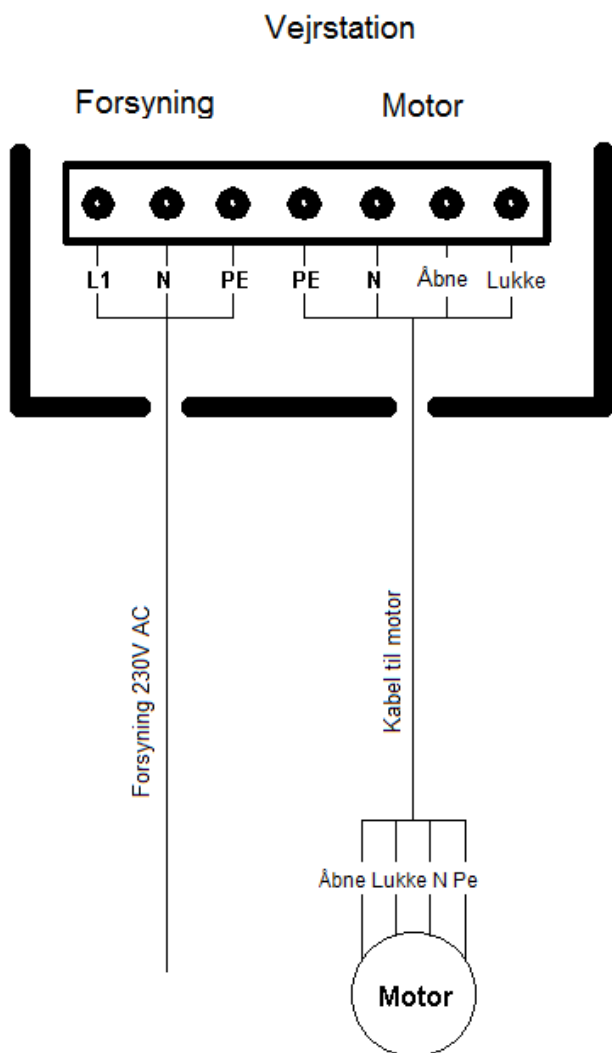 Vejrstation
Forsyning Motor
L1 N PE PE N Åbne Lukke
Forsyning 230V AC
Kabel til motor
Åbne Lukke N Pe
Motor